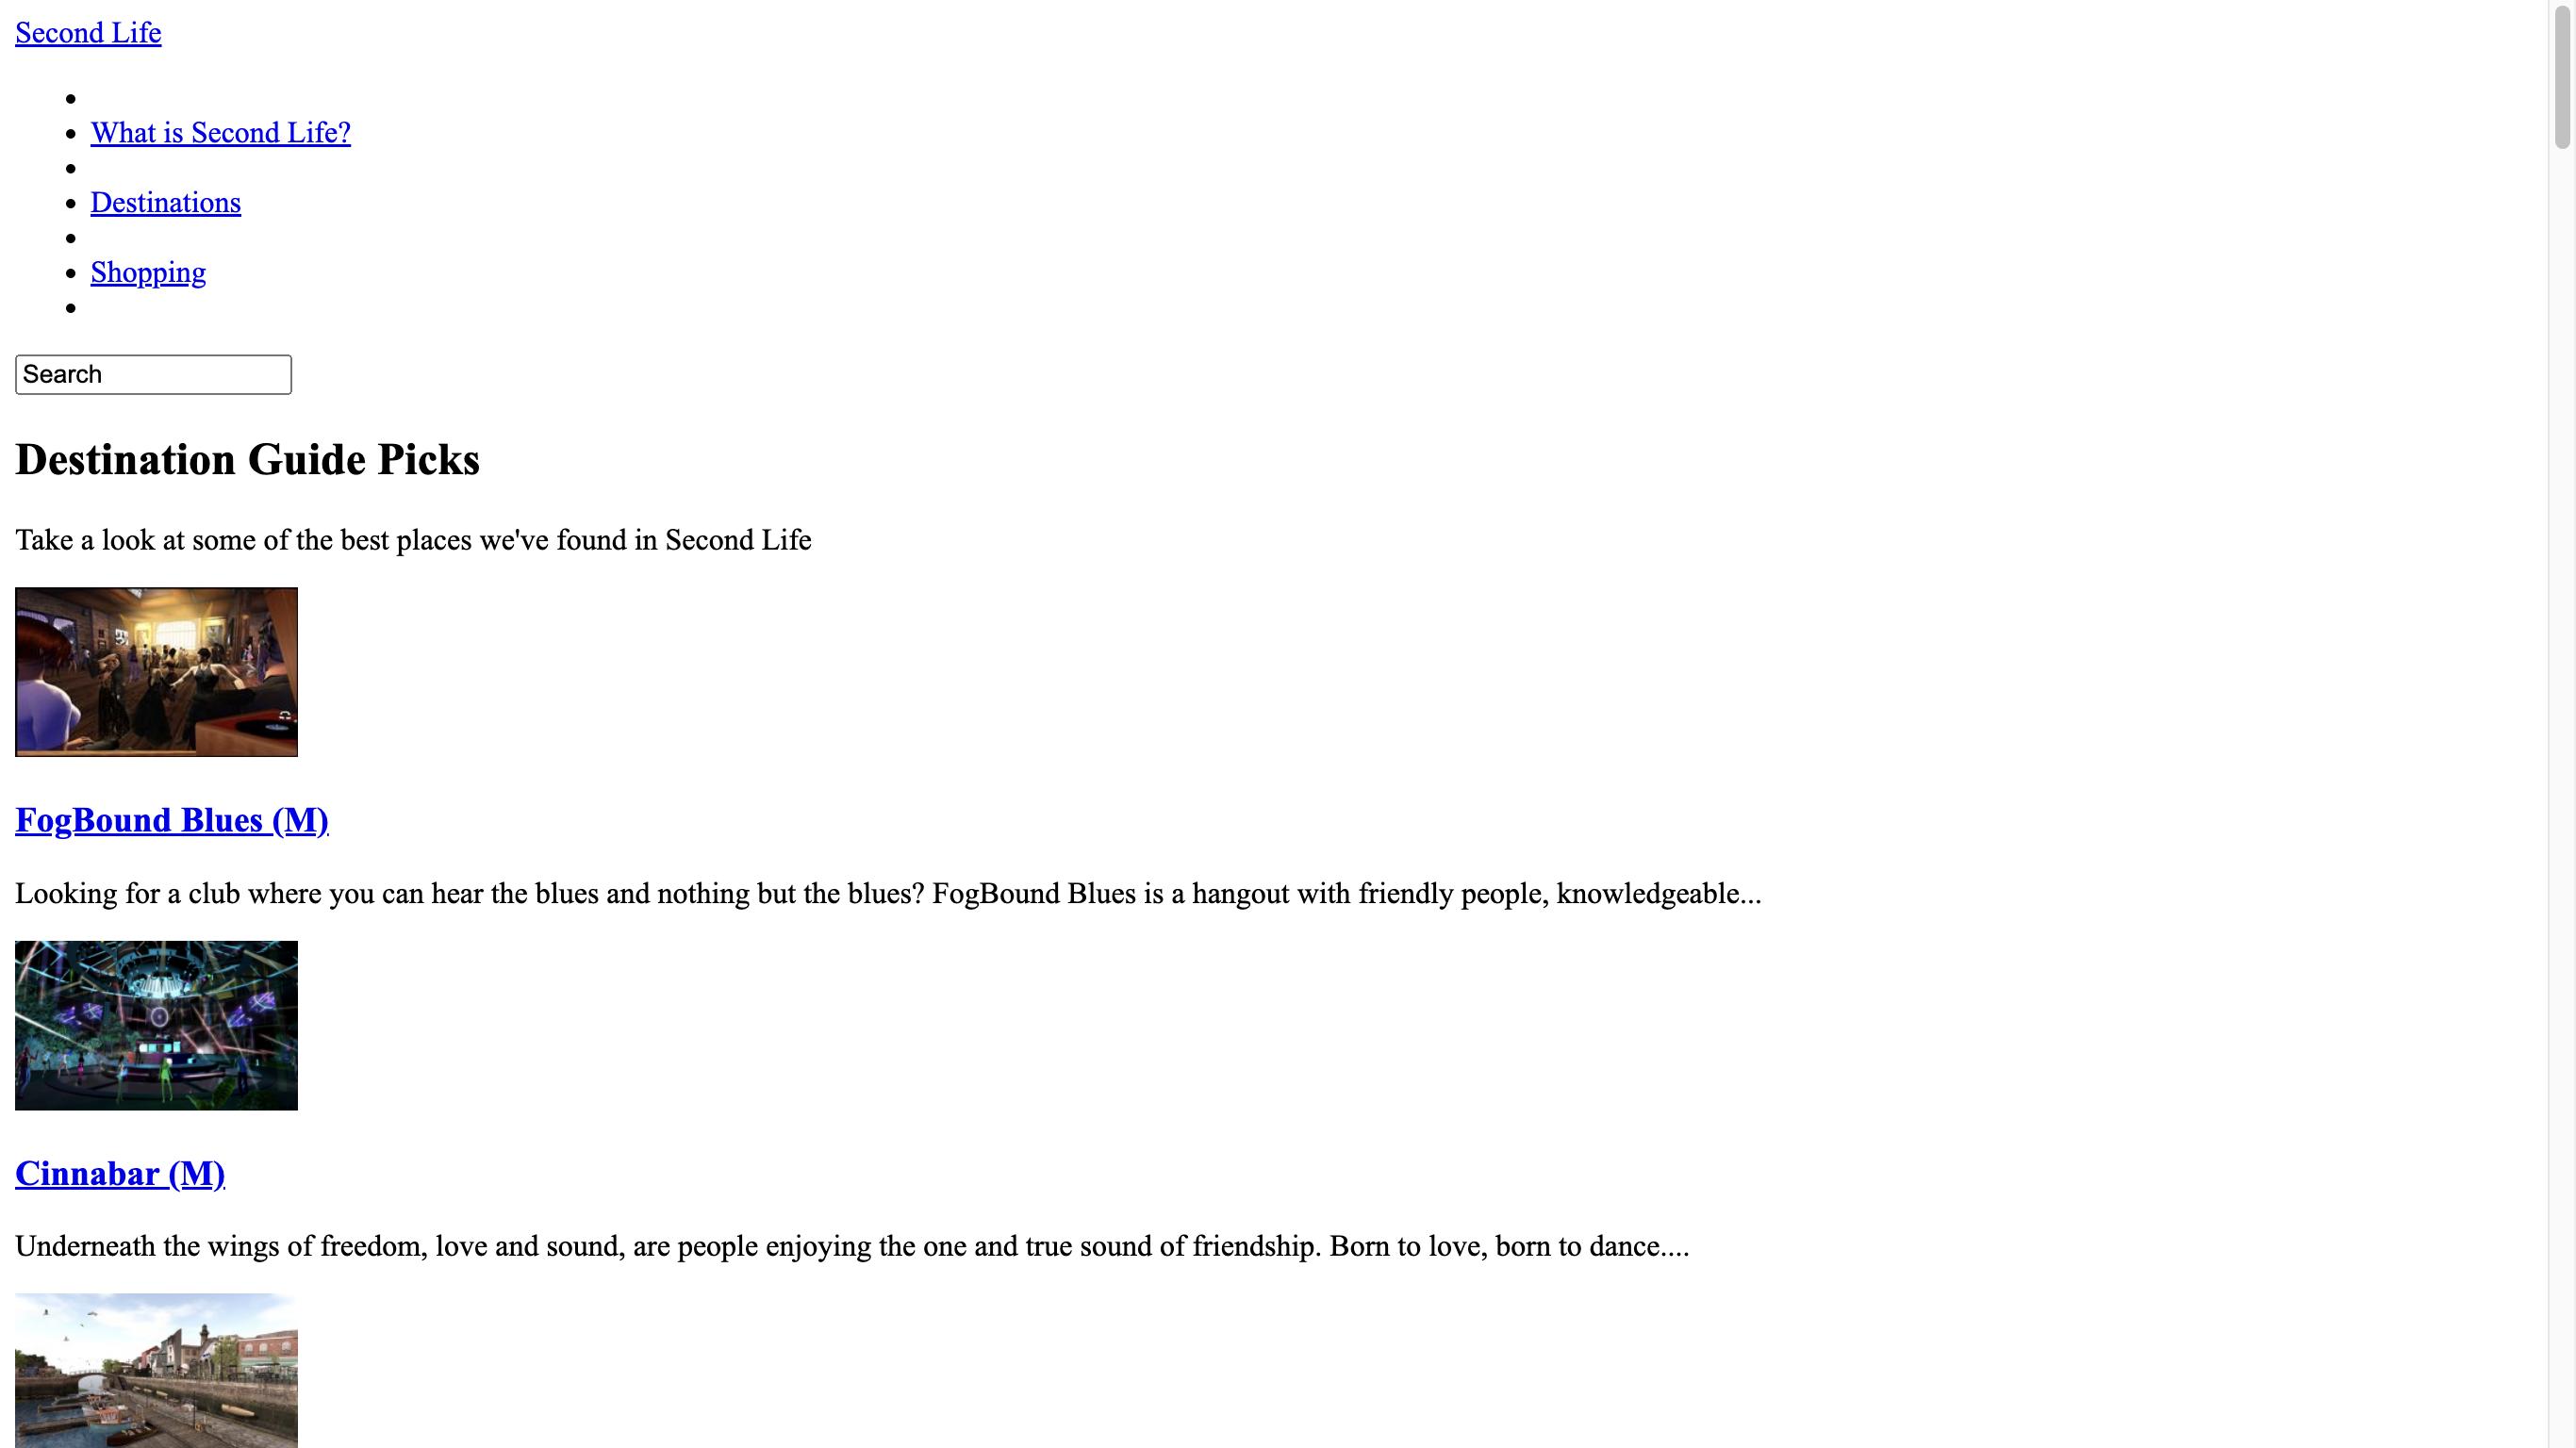 Second Life
What is Second Life?
Destinations
Shopping
Search
Destination Guide Picks
Take a look at some of the best places we've found in Second Life
FogBound Blues (M)
Looking for a club where you can hear the blues and nothing but the blues? FogBound Blues is a hangout with friendly people, knowledgeable...
Cinnabar (M)
Underneath the wings of freedom, love and sound, are people enjoying the one and true sound of friendship. Born to love, born to dance....